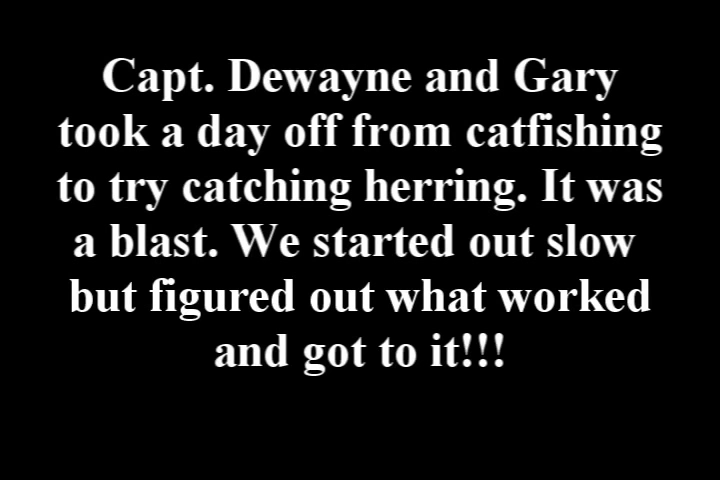 Capt. Dewayne and Gary
took a day off from catfishing
to try catching herring. It was
a blast. We started out slow
but figured out what worked
and got to it!!!